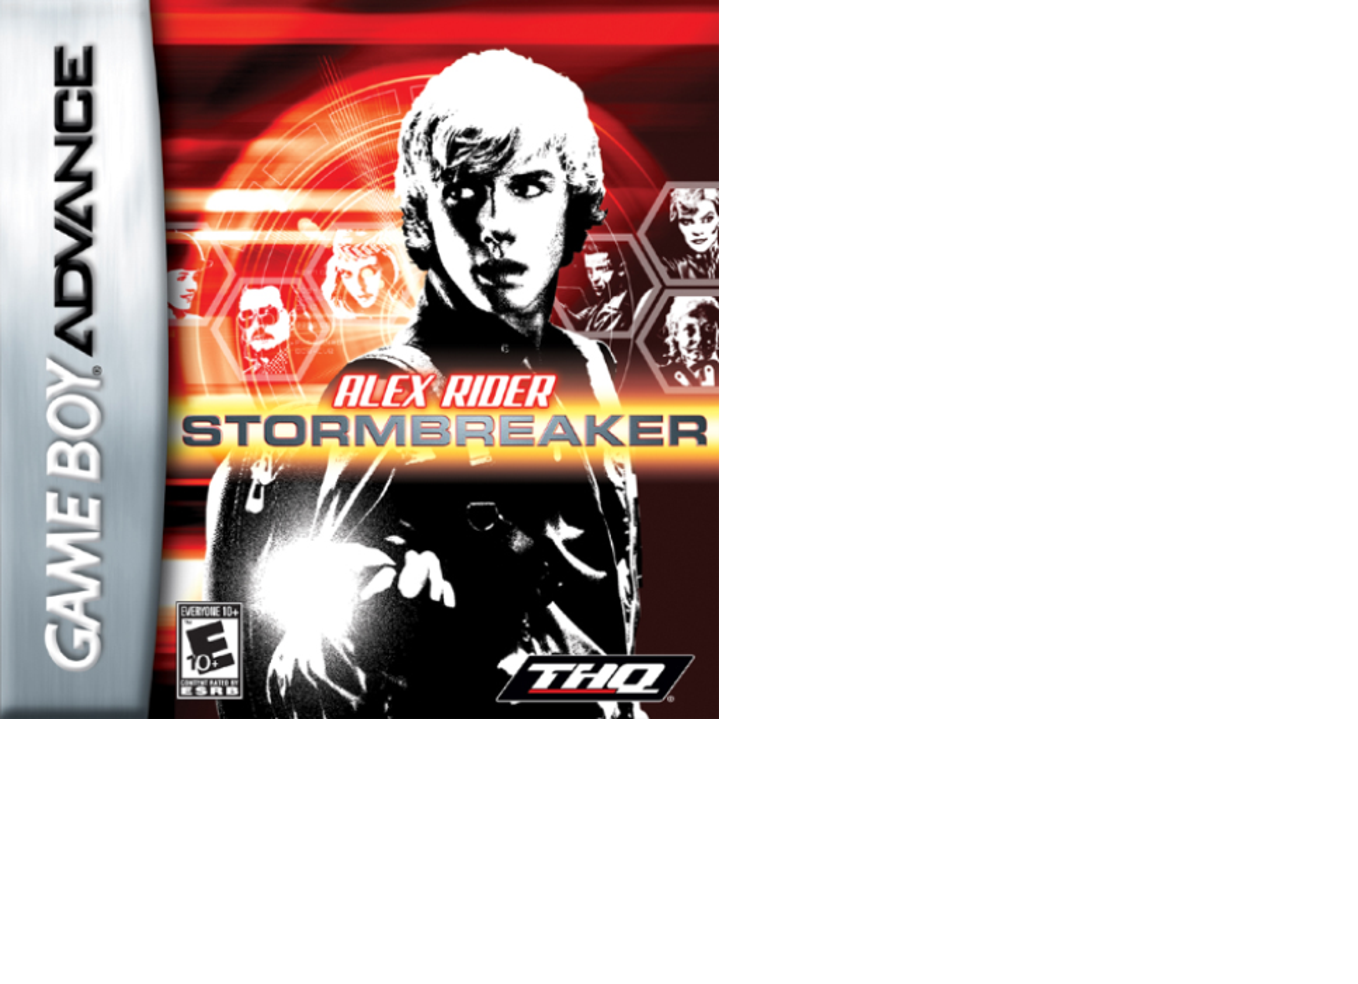 GAME BOY ADVANCE
ALEX RIDER
STORMBREAKER
EVERYONE 10+
E
10+
CONTENT RATED BY
ESRB
THQ